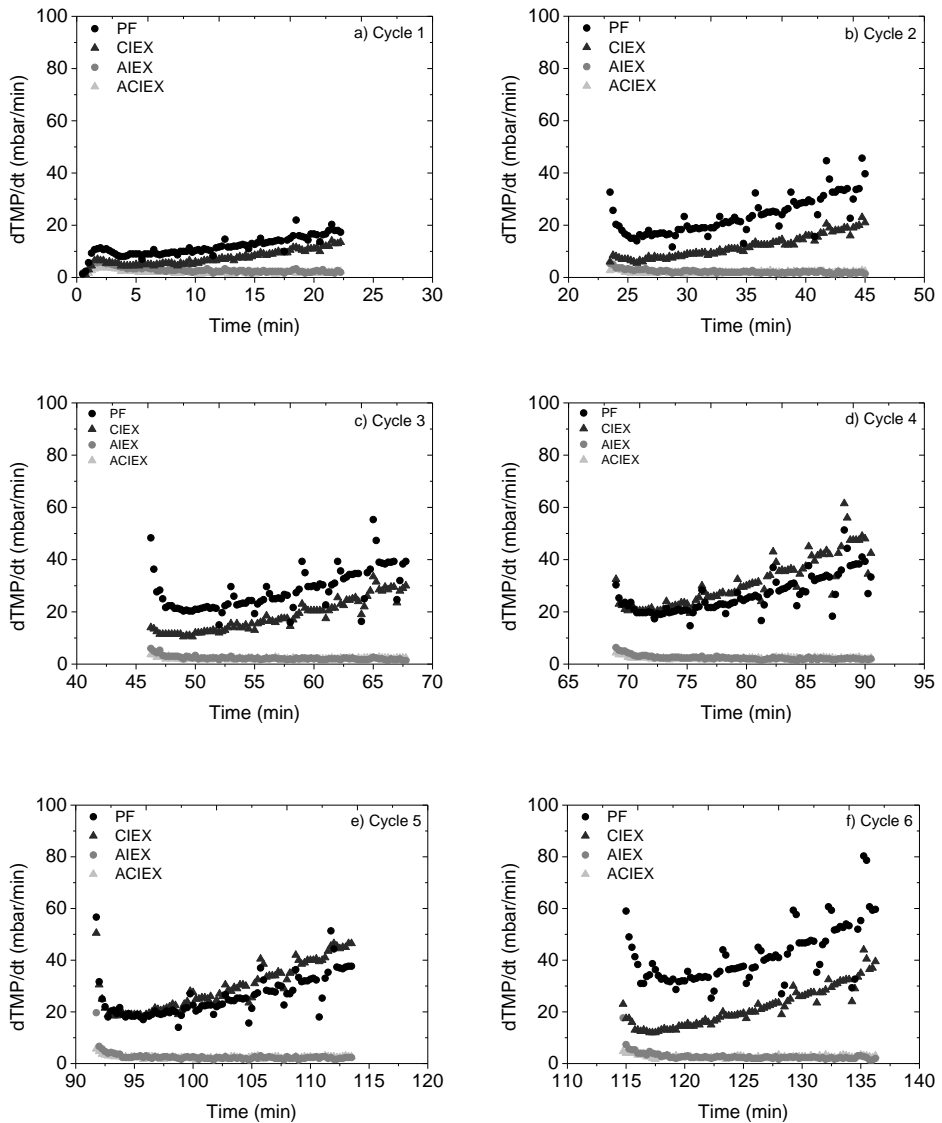 a) Cycle 1
PF
CIEX
AIEX
ACIEX
dTMP/dt (mbar/min)
100
80
60
40
20
0
0 5 10 15 20 25 30
Time (min)
b) Cycle 2
PF
CIEX
AIEX
ACIEX
dTMP/dt (mbar/min)
100
80
60
40
20
0
20 25 30 35 40 45 50
Time (min)
c) Cycle 3
PF
CIEX
AIEX
ACIEX
dTMP/dt (mbar/min)
100
80
60
40
20
0
40 45 50 55 60 65 70
Time (min)
d) Cycle 4
PF
CIEX
AIEX
ACIEX
dTMP/dt (mbar/min)
100
80
60
40
20
0
65 70 75 80 85 90 95
Time (min)
e) Cycle 5
PF
CIEX
AIEX
ACIEX
dTMP/dt (mbar/min)
100
80
60
40
20
0
90 95 100 105 110 115 120
Time (min)
f) Cycle 6
PF
CIEX
AIEX
ACIEX
dTMP/dt (mbar/min)
100
80
60
40
20
0
110 115 120 125 130 135 140
Time (min)